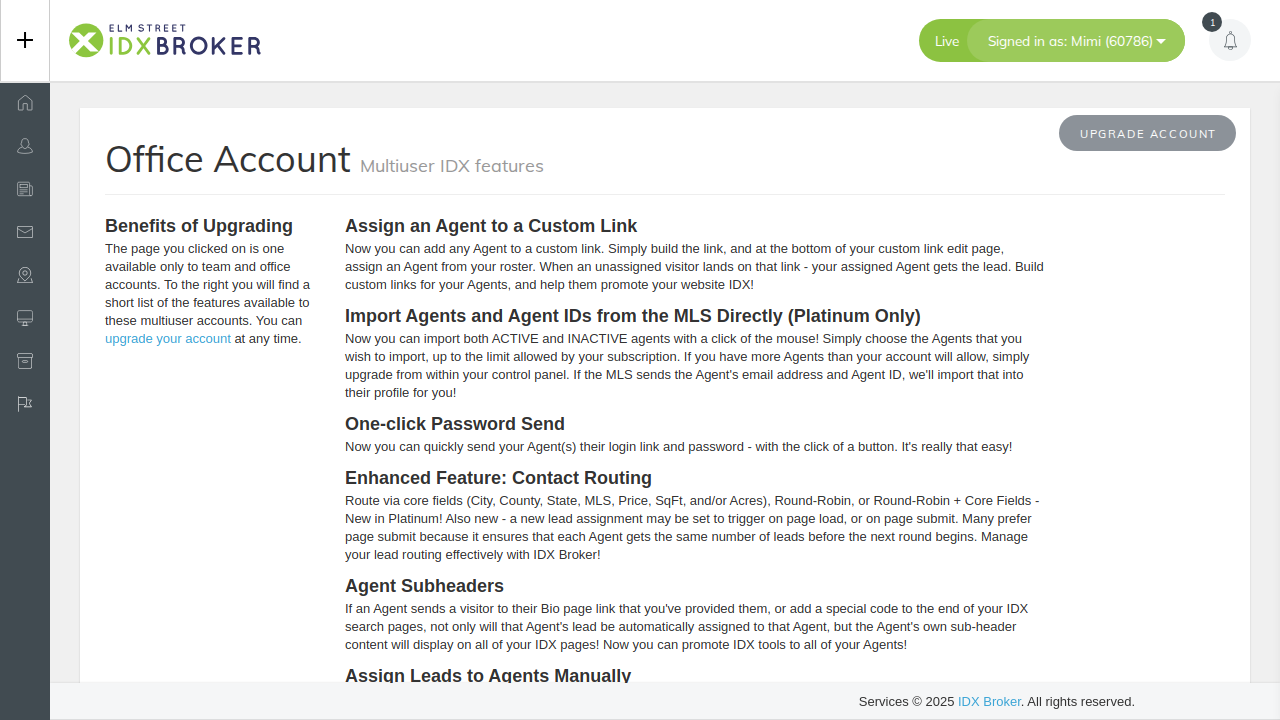 ELM STREET
IDXBROKER
Live
Signed in as: Mimi (60786)
1
UPGRADE ACCOUNT
Office Account Multiuser IDX features
Benefits of Upgrading
The page you clicked on is one
available only to team and office
accounts. To the right you will find a
short list of the features available to
these multiuser accounts. You can
upgrade your account at any time.
Assign an Agent to a Custom Link
Now you can add any Agent to a custom link. Simply build the link, and at the bottom of your custom link edit page,
assign an Agent from your roster. When an unassigned visitor lands on that link - your assigned Agent gets the lead. Build
custom links for your Agents, and help them promote your website IDX!
Import Agents and Agent IDs from the MLS Directly (Platinum Only)
Now you can import both ACTIVE and INACTIVE agents with a click of the mouse! Simply choose the Agents that you
wish to import, up to the limit allowed by your subscription. If you have more Agents than your account will allow, simply
upgrade from within your control panel. If the MLS sends the Agent's email address and Agent ID, we'll import that into
their profile for you!
One-click Password Send
Now you can quickly send your Agent(s) their login link and password - with the click of a button. It's really that easy!
Enhanced Feature: Contact Routing
Route via core fields (City, County, State, MLS, Price, SqFt, and/or Acres), Round-Robin, or Round-Robin + Core Fields -
New in Platinum! Also new - a new lead assignment may be set to trigger on page load, or on page submit. Many prefer
page submit because it ensures that each Agent gets the same number of leads before the next round begins. Manage
your lead routing effectively with IDX Broker!
Agent Subheaders
If an Agent sends a visitor to their Bio page link that you've provided them, or add a special code to the end of your IDX
search pages, not only will that Agent's lead be automatically assigned to that Agent, but the Agent's own sub-header
content will display on all of your IDX pages! Now you can promote IDX tools to all of your Agents!
Assign Leads to Agents Manually
Services © 2025 IDX Broker. All rights reserved.